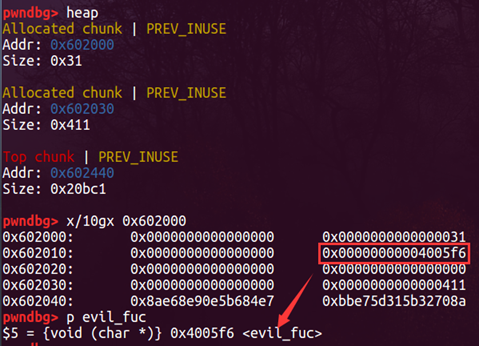 pwndbg> heap
Allocated chunk | PREV_INUSE
Addr: 0x602000
Size: 0x31
Allocated chunk | PREV_INUSE
Addr: 0x602030
Size: 0x411
Top chunk | PREV_INUSE
Addr: 0x602440
Size: 0x20bc1
pwndbg> x/10gx 0x602000
0x602000: 0x0000000000000000 0x0000000000000031
0x602010: 0x0000000000000000 0x00000000004005f6
0x602020: 0x0000000000000000 0x0000000000000000
0x602030: 0x0000000000000000 0x0000000000000411
0x602040: 0x8ae68e90e5b684e7 0xbbe75d315b32708a
pwndbg> p evil_fuc
$5 = {void (char *)} 0x4005f6 <evil_fuc>